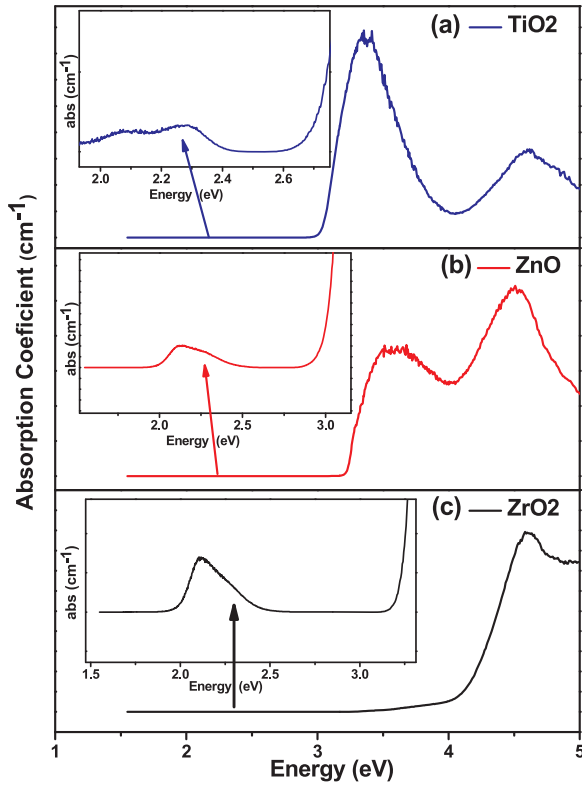 Absorption Coeficient (cm⁻¹)
(a) TiO2
abs (cm⁻¹)
2.0 2.2 2.4 2.6
Energy (eV)
(b) ZnO
abs (cm⁻¹)
2.0 2.5 3.0
Energy (eV)
(c) ZrO2
abs (cm⁻¹)
1.5 2.0 2.5 3.0
Energy (eV)
1 2 3 4 5
Energy (eV)